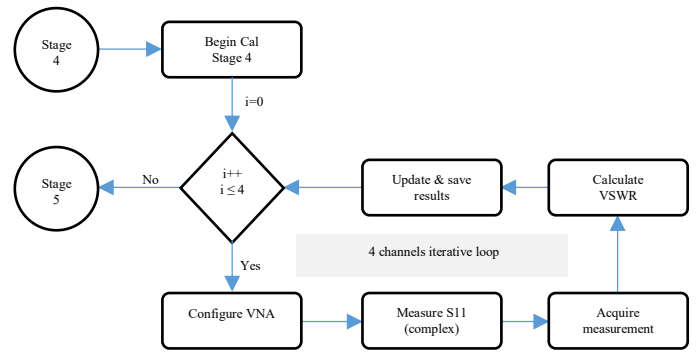 Stage
4
Begin Cal
Stage 4
i=0
i++
i ≤ 4
No
Stage
5
Update & save
results
Calculate
VSWR
4 channels iterative loop
Yes
Configure VNA
Measure S11
(complex)
Acquire
measurement